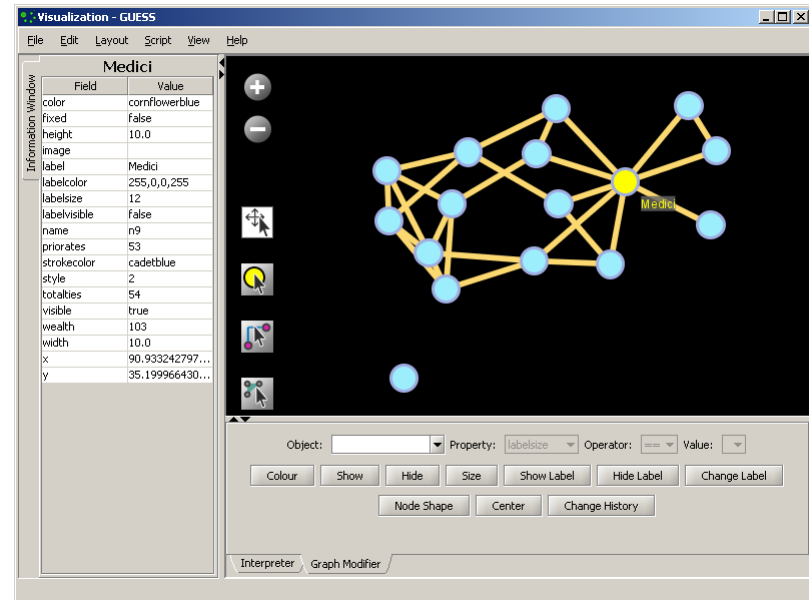 Visualization - GUESS
File Edit Layout Script View Help
Information Window
Medici
Field Value
color cornflowerblue
fixed false
height 10.0
image
label Medici
labelcolor 255,0,0,255
labelsize 12
labelvisible false
name n9
priorates 53
strokecolor cadetblue
style 2
totalties 54
visible true
wealth 103
width 10.0
x 90.933242797...
y 35.199966430...
Medici
Object: Property: labelsize Operator: == Value:
Colour Show Hide Size Show Label Hide Label Change Label
Node Shape Center Change History
Interpreter Graph Modifier